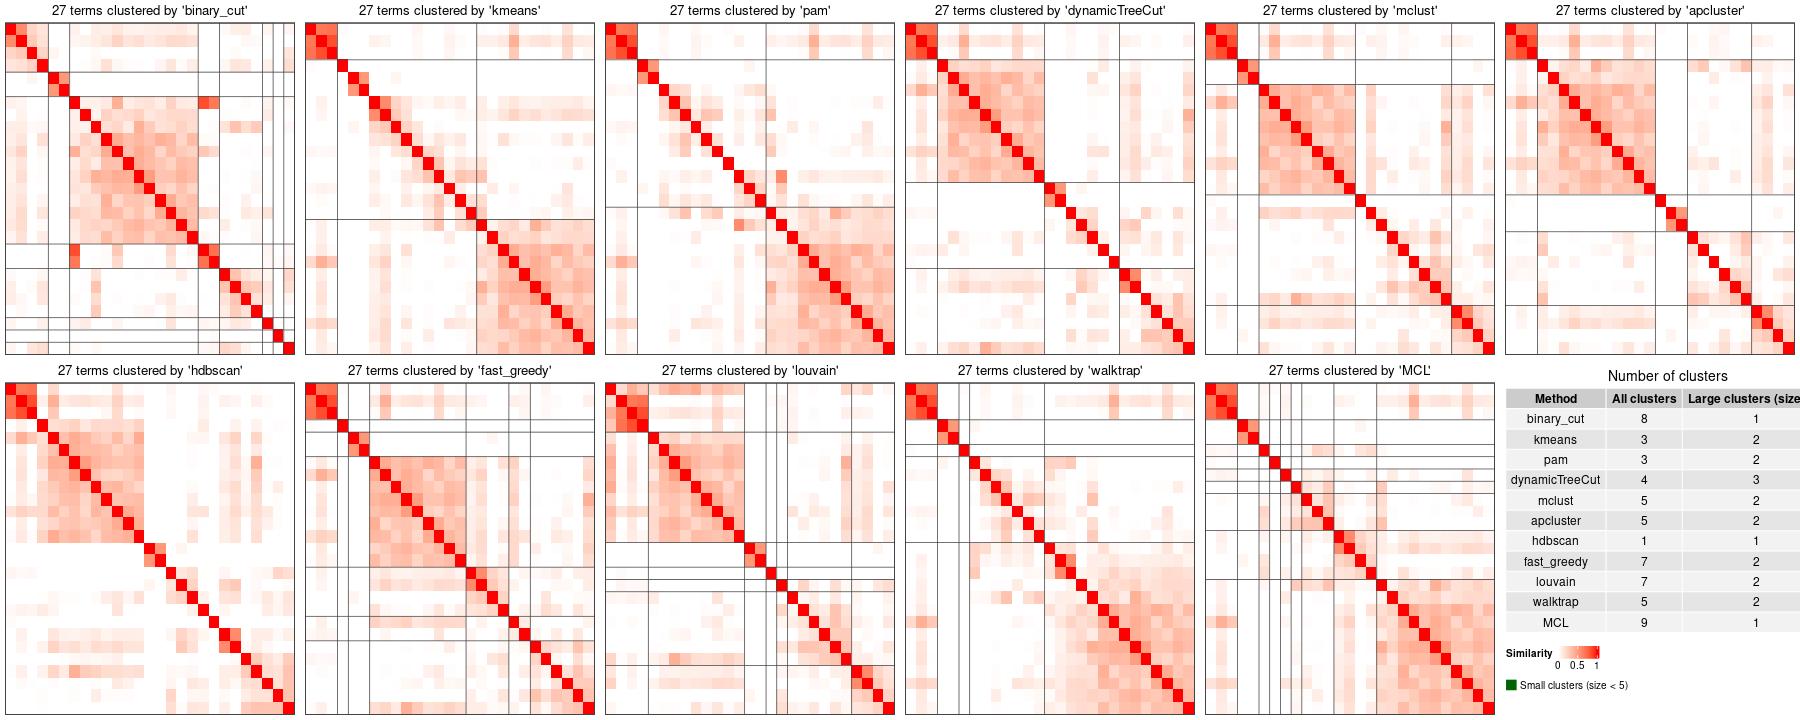 27 terms clustered by 'binary_cut'
27 terms clustered by 'kmeans'
27 terms clustered by 'pam'
27 terms clustered by 'dynamicTreeCut'
27 terms clustered by 'mclust'
27 terms clustered by 'apcluster'
27 terms clustered by 'hdbscan'
27 terms clustered by 'fast_greedy'
27 terms clustered by 'louvain'
27 terms clustered by 'walktrap'
27 terms clustered by 'MCL'
Number of clusters
Method All clusters Large clusters (size
binary_cut 8 1
kmeans 3 2
pam 3 2
dynamicTreeCut 4 3
mclust 5 2
apcluster 5 2
hdbscan 1 1
fast_greedy 7 2
louvain 7 2
walktrap 5 2
MCL 9 1
Similarity
0 0.5 1
Small clusters (size < 5)